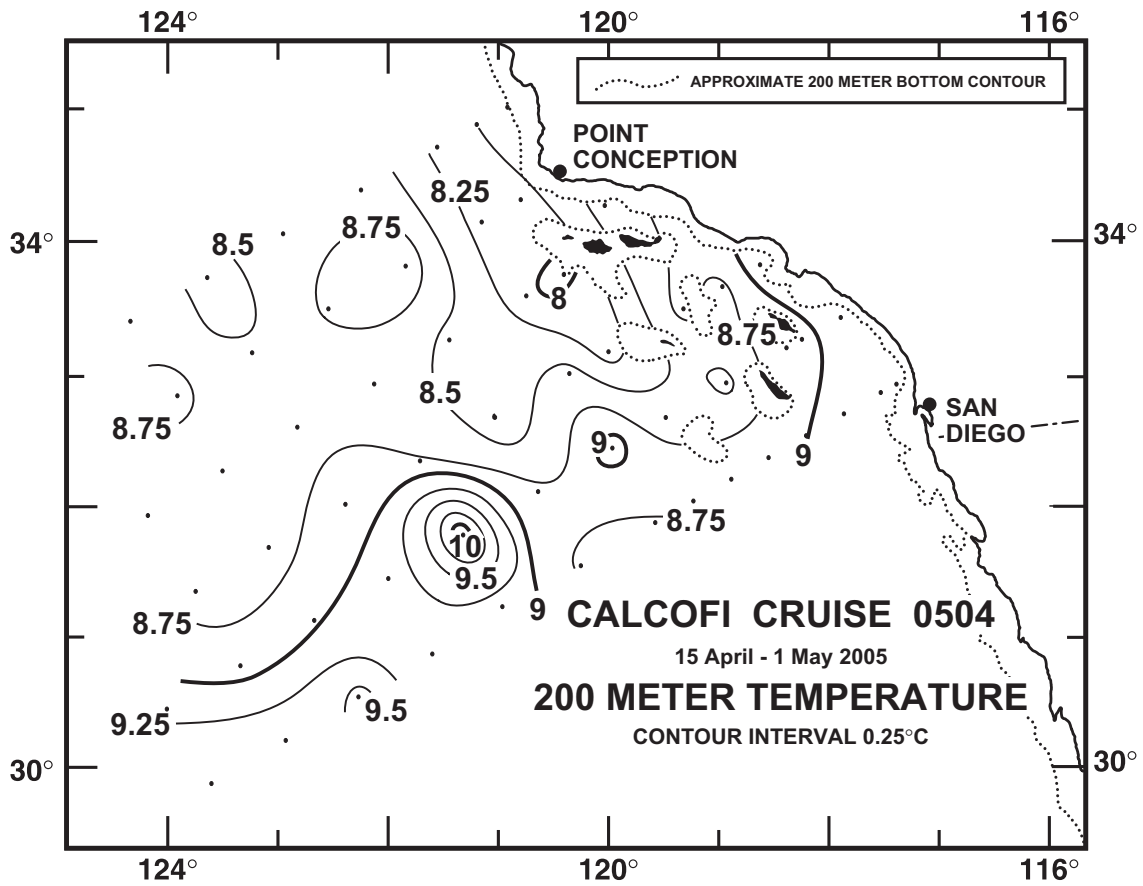 124° 120° 116°
APPROXIMATE 200 METER BOTTOM CONTOUR
POINT
CONCEPTION
8.25
8.75
8.5
34° 34°
8
8.75
8.5
8.75
SAN
DIEGO
9
9
8.75
10
9.5
9
8.75
CALCOFI CRUISE 0504
15 April - 1 May 2005
200 METER TEMPERATURE
9.5
9.25
CONTOUR INTERVAL 0.25°C
30° 30°
124° 120° 116°